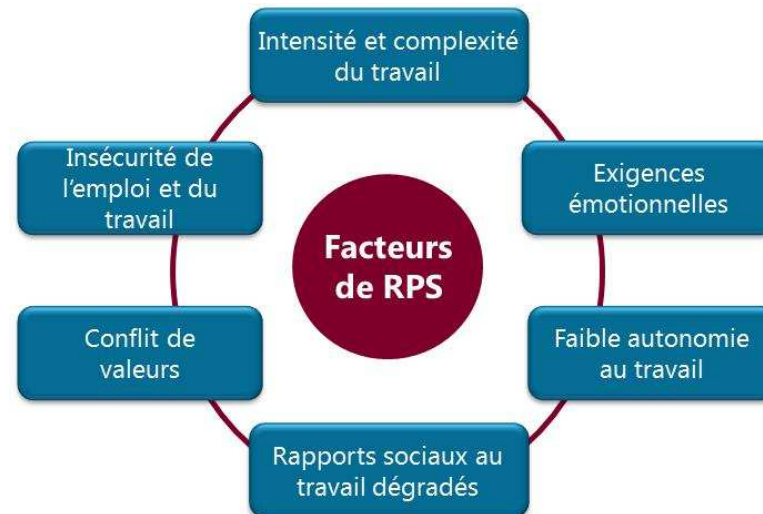 Intensité et complexité
du travail
Insécurité de
l'emploi et du
travail
Exigences
émotionnelles
Facteurs
de RPS
Conflit de
valeurs
Faible autonomie
au travail
Rapports sociaux au
travail dégradés